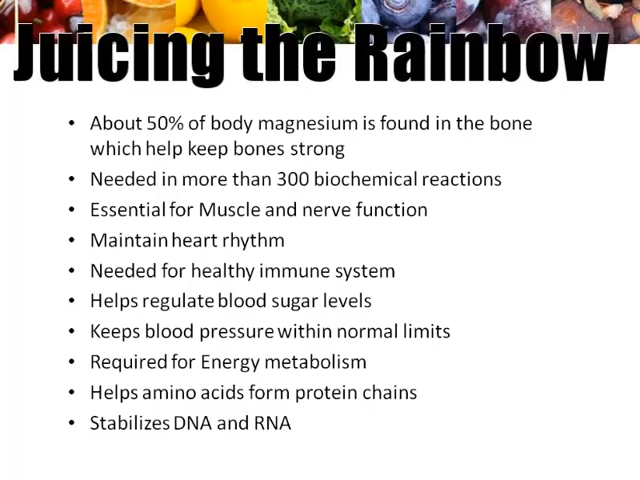 Juicing the Rainbow
• About 50% of body magnesium is found in the bone
which help keep bones strong
• Needed in more than 300 biochemical reactions
• Essential for Muscle and nerve function
• Maintain heart rhythm
• Needed for healthy immune system
• Helps regulate blood sugar levels
• Keeps blood pressure within normal limits
• Required for Energy metabolism
• Helps amino acids form protein chains
• Stabilizes DNA and RNA